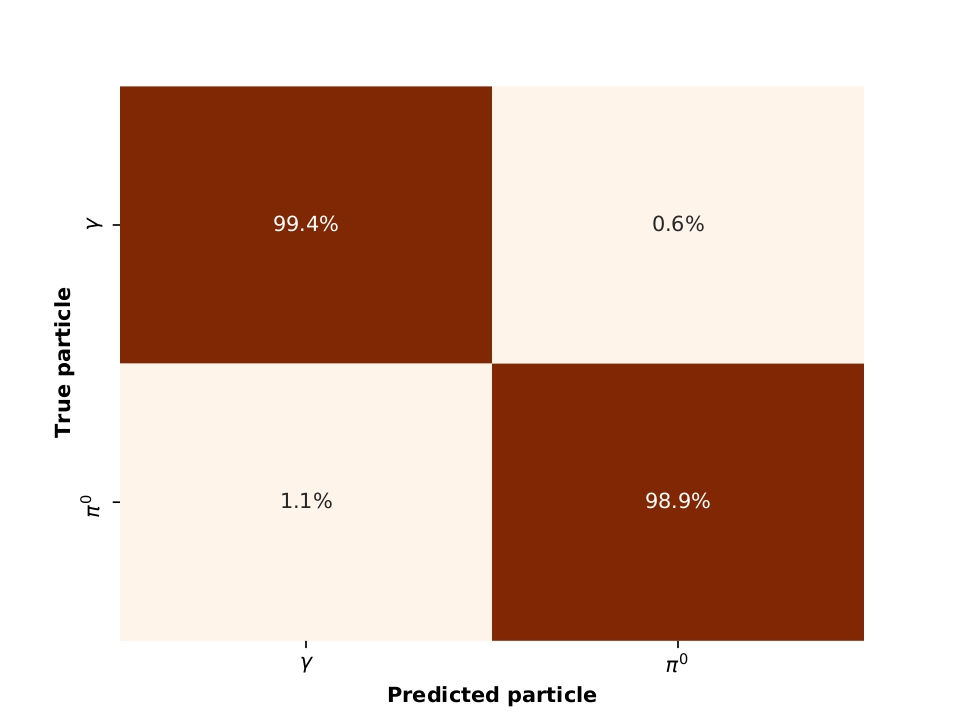 γ
99.4%
0.6%
True particle
π⁰
1.1%
98.9%
γ
π⁰
Predicted particle